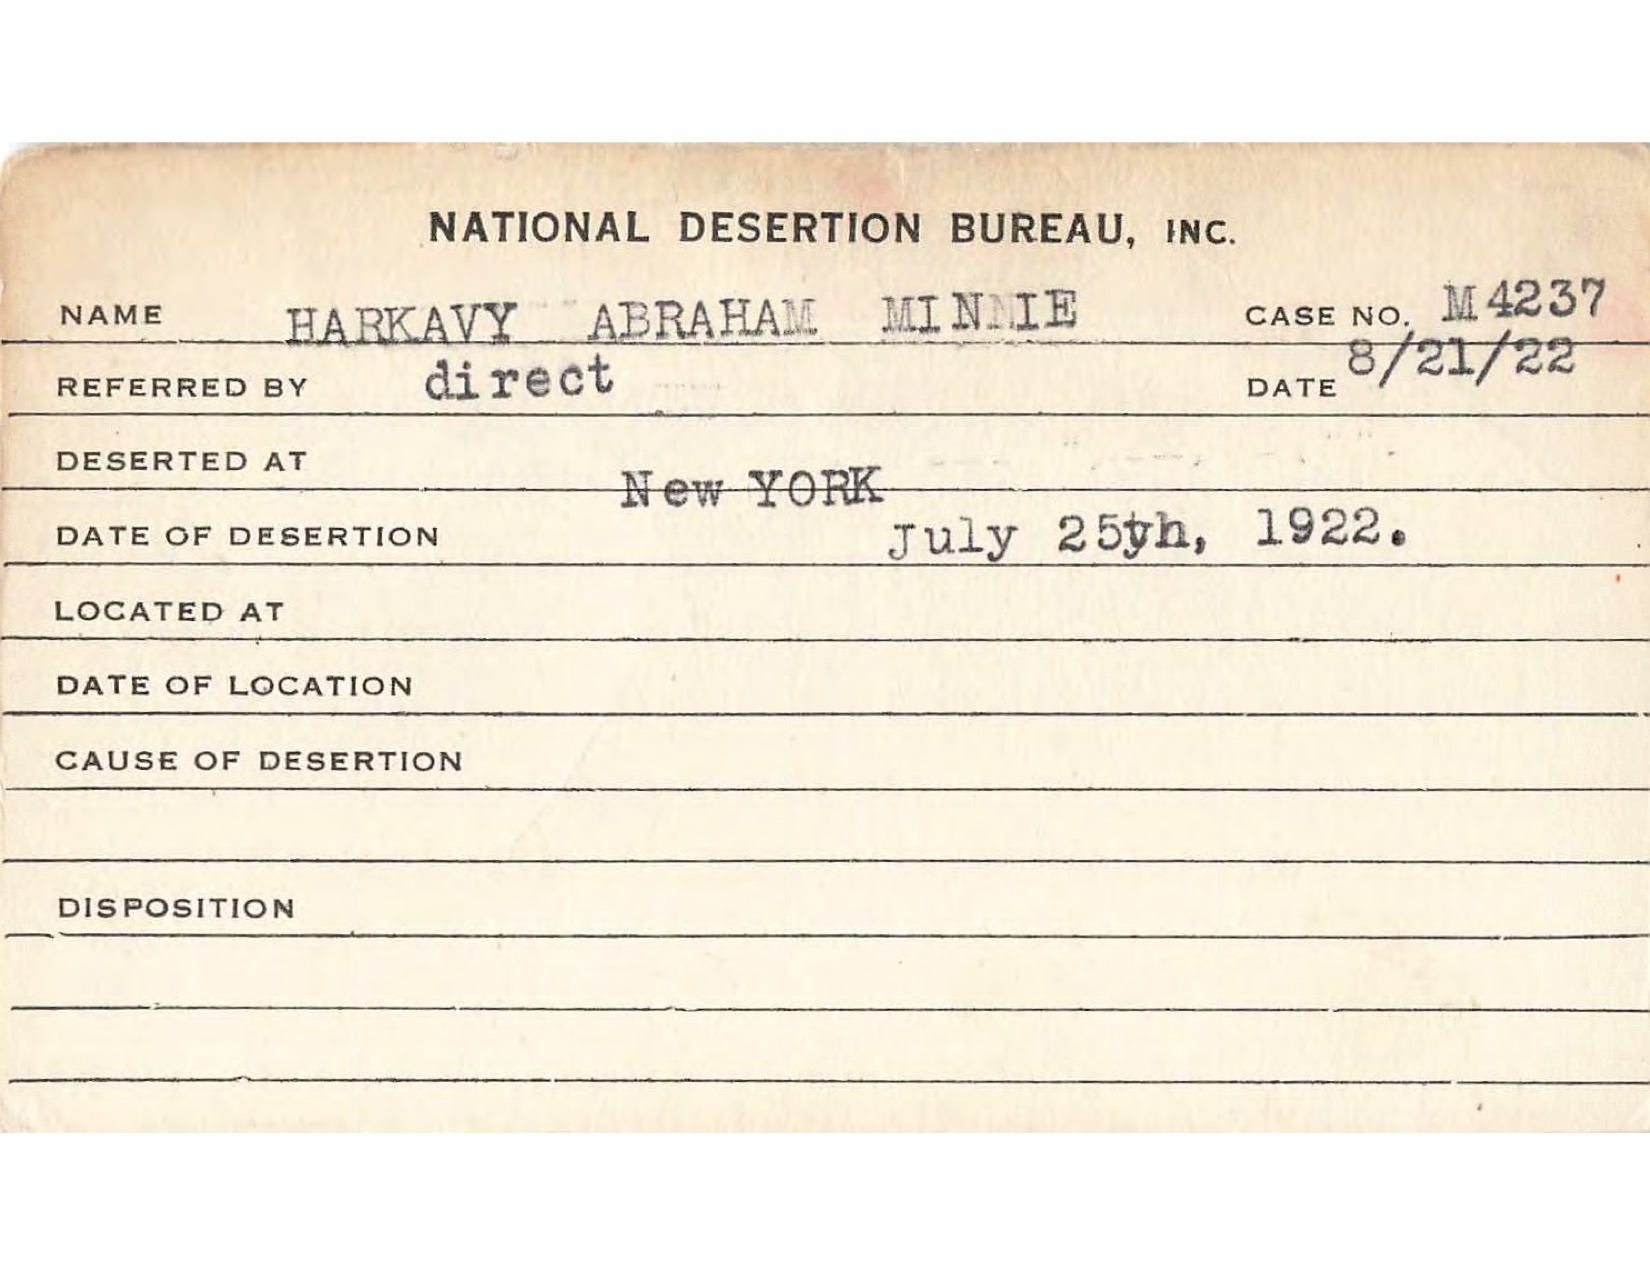 NATIONAL DESERTION BUREAU, INC.
NAME HARKAVY ABRAHAM MINNIE CASE NO. M4237
REFERRED BY direct DATE 8/21/22
DESERTED AT New YORK
DATE OF DESERTION July 25th, 1922.
LOCATED AT
DATE OF LOCATION
CAUSE OF DESERTION
DISPOSITION